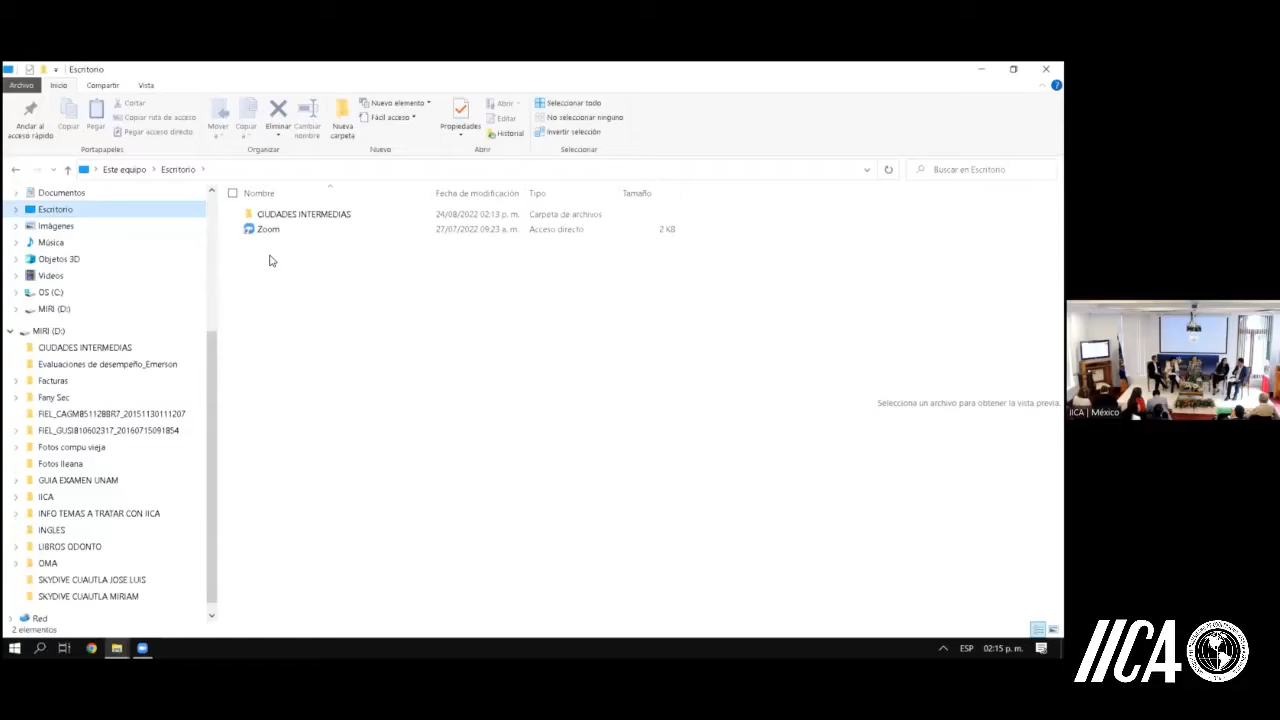 Escritorio
Archivo Inicio Compartir Vista
Anclar al acceso rápido
Copiar
Pegar
Cortar
Copiar ruta de acceso
Pegar acceso directo
Mover a
Copiar a
Eliminar
Cambiar nombre
Nueva carpeta
Nuevo elemento
Fácil acceso
Propiedades
Abrir
Editar
Historial
Seleccionar todo
No seleccionar ninguno
Invertir selección
Portapapeles Organizar Nuevo Abrir Seleccionar
Este equipo > Escritorio >
Buscar en Escritorio
Nombre Fecha de modificación Tipo Tamaño
CIUDADES INTERMEDIAS 24/08/2022 02:13 p. m. Carpeta de archivos
Zoom 27/07/2022 09:23 a. m. Acceso directo 2 KB
Documentos
Escritorio
Imágenes
Música
Objetos 3D
Videos
OS (C:)
MIRI (D:)
MIRI (D:)
CIUDADES INTERMEDIAS
Evaluaciones de desempeño_Emerson
Facturas
Fany Sec
FIEL_CAGM851128BR7_20151130111207
FIEL_GUSI810602317_20160715091854
Fotos compu vieja
Fotos Ileana
GUIA EXAMEN UNAM
IICA
INFO TEMAS A TRATAR CON IICA
INGLES
LIBROS ODONTO
OMA
SKYDIVE CUAUTLA JOSE LUIS
SKYDIVE CUAUTLA MIRIAM
Red
2 elementos
Selecciona un archivo para obtener la vista previa.
IICA | México
ESP 02:15 p. m.
IICA